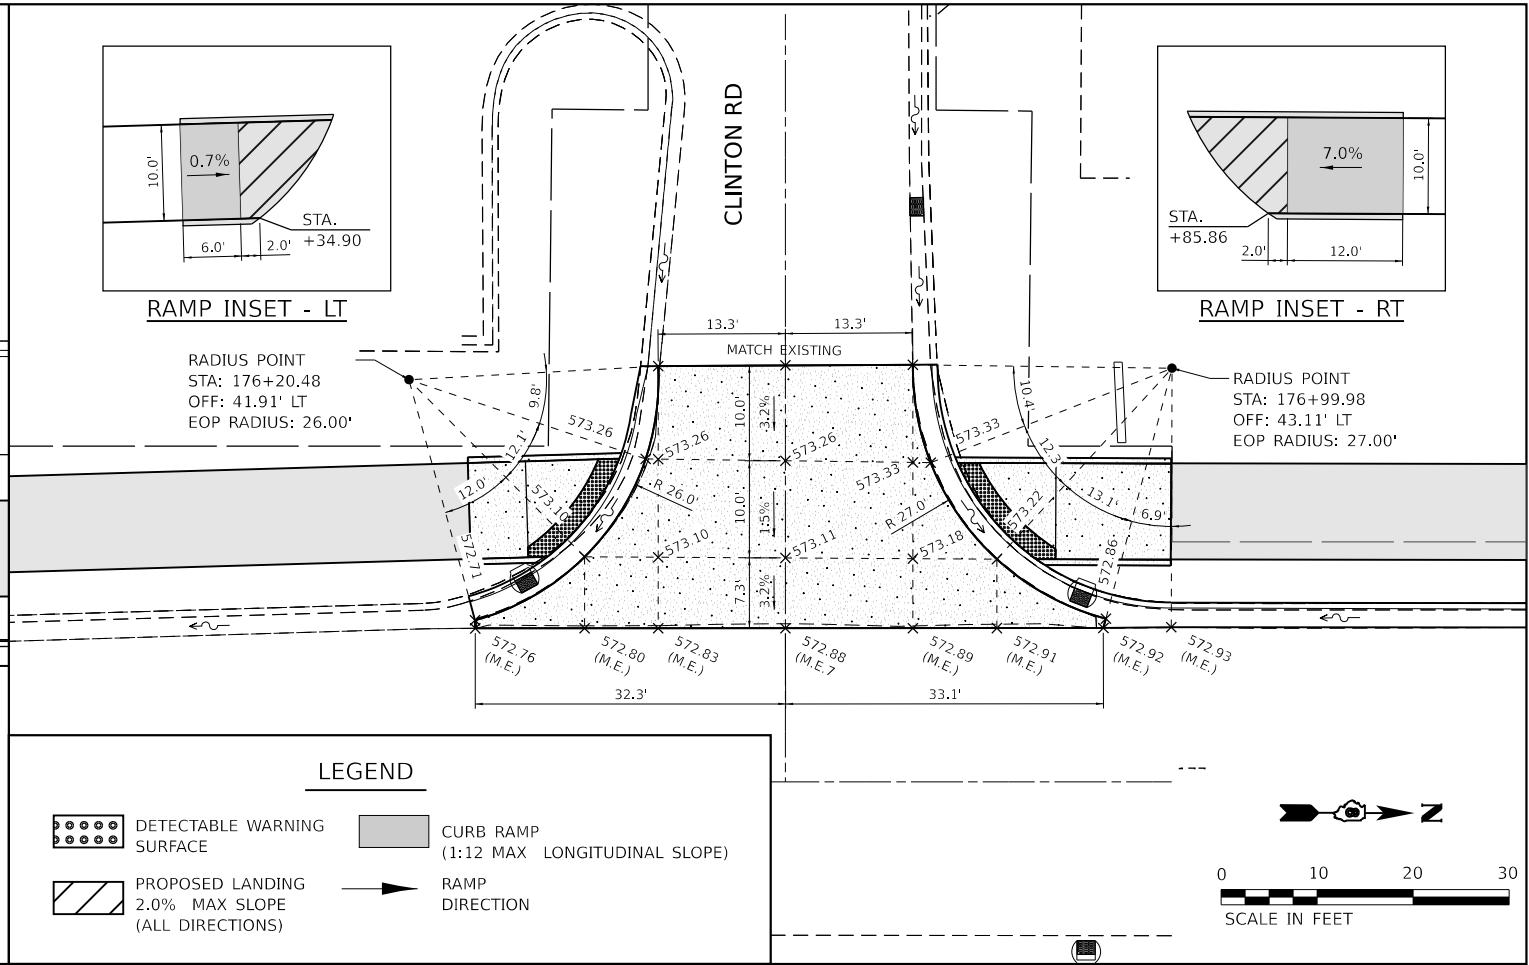 10.0'
0.7%
STA.
+34.90
6.0'
2.0'
RAMP INSET - LT
CLINTON RD
7.0%
10.0'
STA.
+85.86
2.0'
12.0'
RAMP INSET - RT
13.3'
13.3'
MATCH EXISTING
RADIUS POINT
STA: 176+20.48
OFF: 41.91' LT
EOP RADIUS: 26.00'
RADIUS POINT
STA: 176+99.98
OFF: 43.11' LT
EOP RADIUS: 27.00'
9.8'
12.1'
12.0'
10.4'
12.3'
13.1'
6.9'
573.26
573.26
573.26
573.33
573.33
10.0'
3.2%
10.0'
1.5%
7.3'
3.2%
R 26.0'
R 27.0'
573.10
573.10
573.11
573.18
573.22
572.71
572.86
572.76
(M.E.)
572.80
(M.E.)
572.83
(M.E.)
572.88
(M.E.7
572.89
(M.E.)
572.91
(M.E.)
572.92
(M.E.)
572.93
(M.E.)
32.3'
33.1'
LEGEND
DETECTABLE WARNING
SURFACE
CURB RAMP
(1:12 MAX LONGITUDINAL SLOPE)
PROPOSED LANDING
2.0% MAX SLOPE
(ALL DIRECTIONS)
RAMP
DIRECTION
N
0 10 20 30
SCALE IN FEET